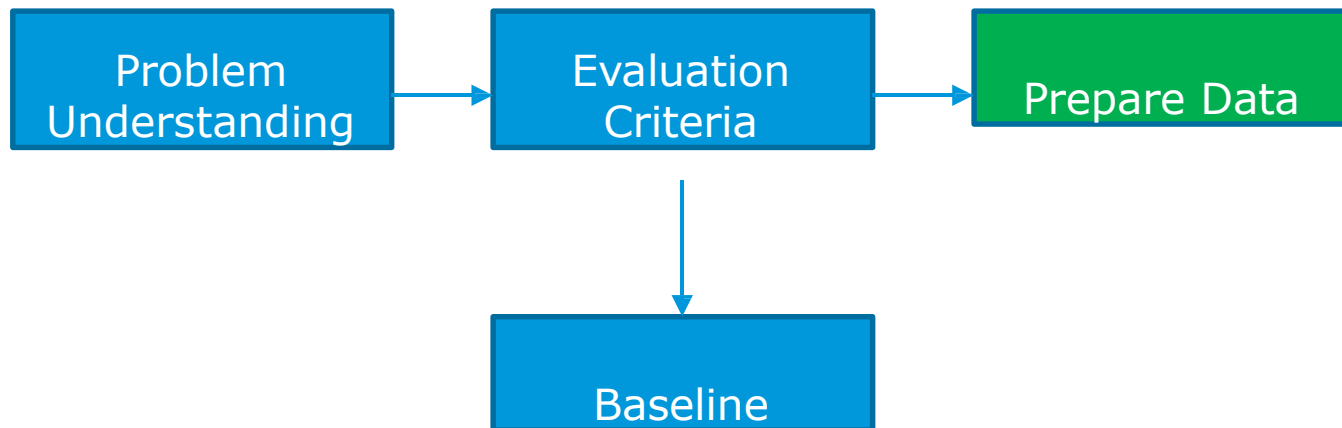 Problem
Understanding
Evaluation
Criteria
Prepare Data
Baseline